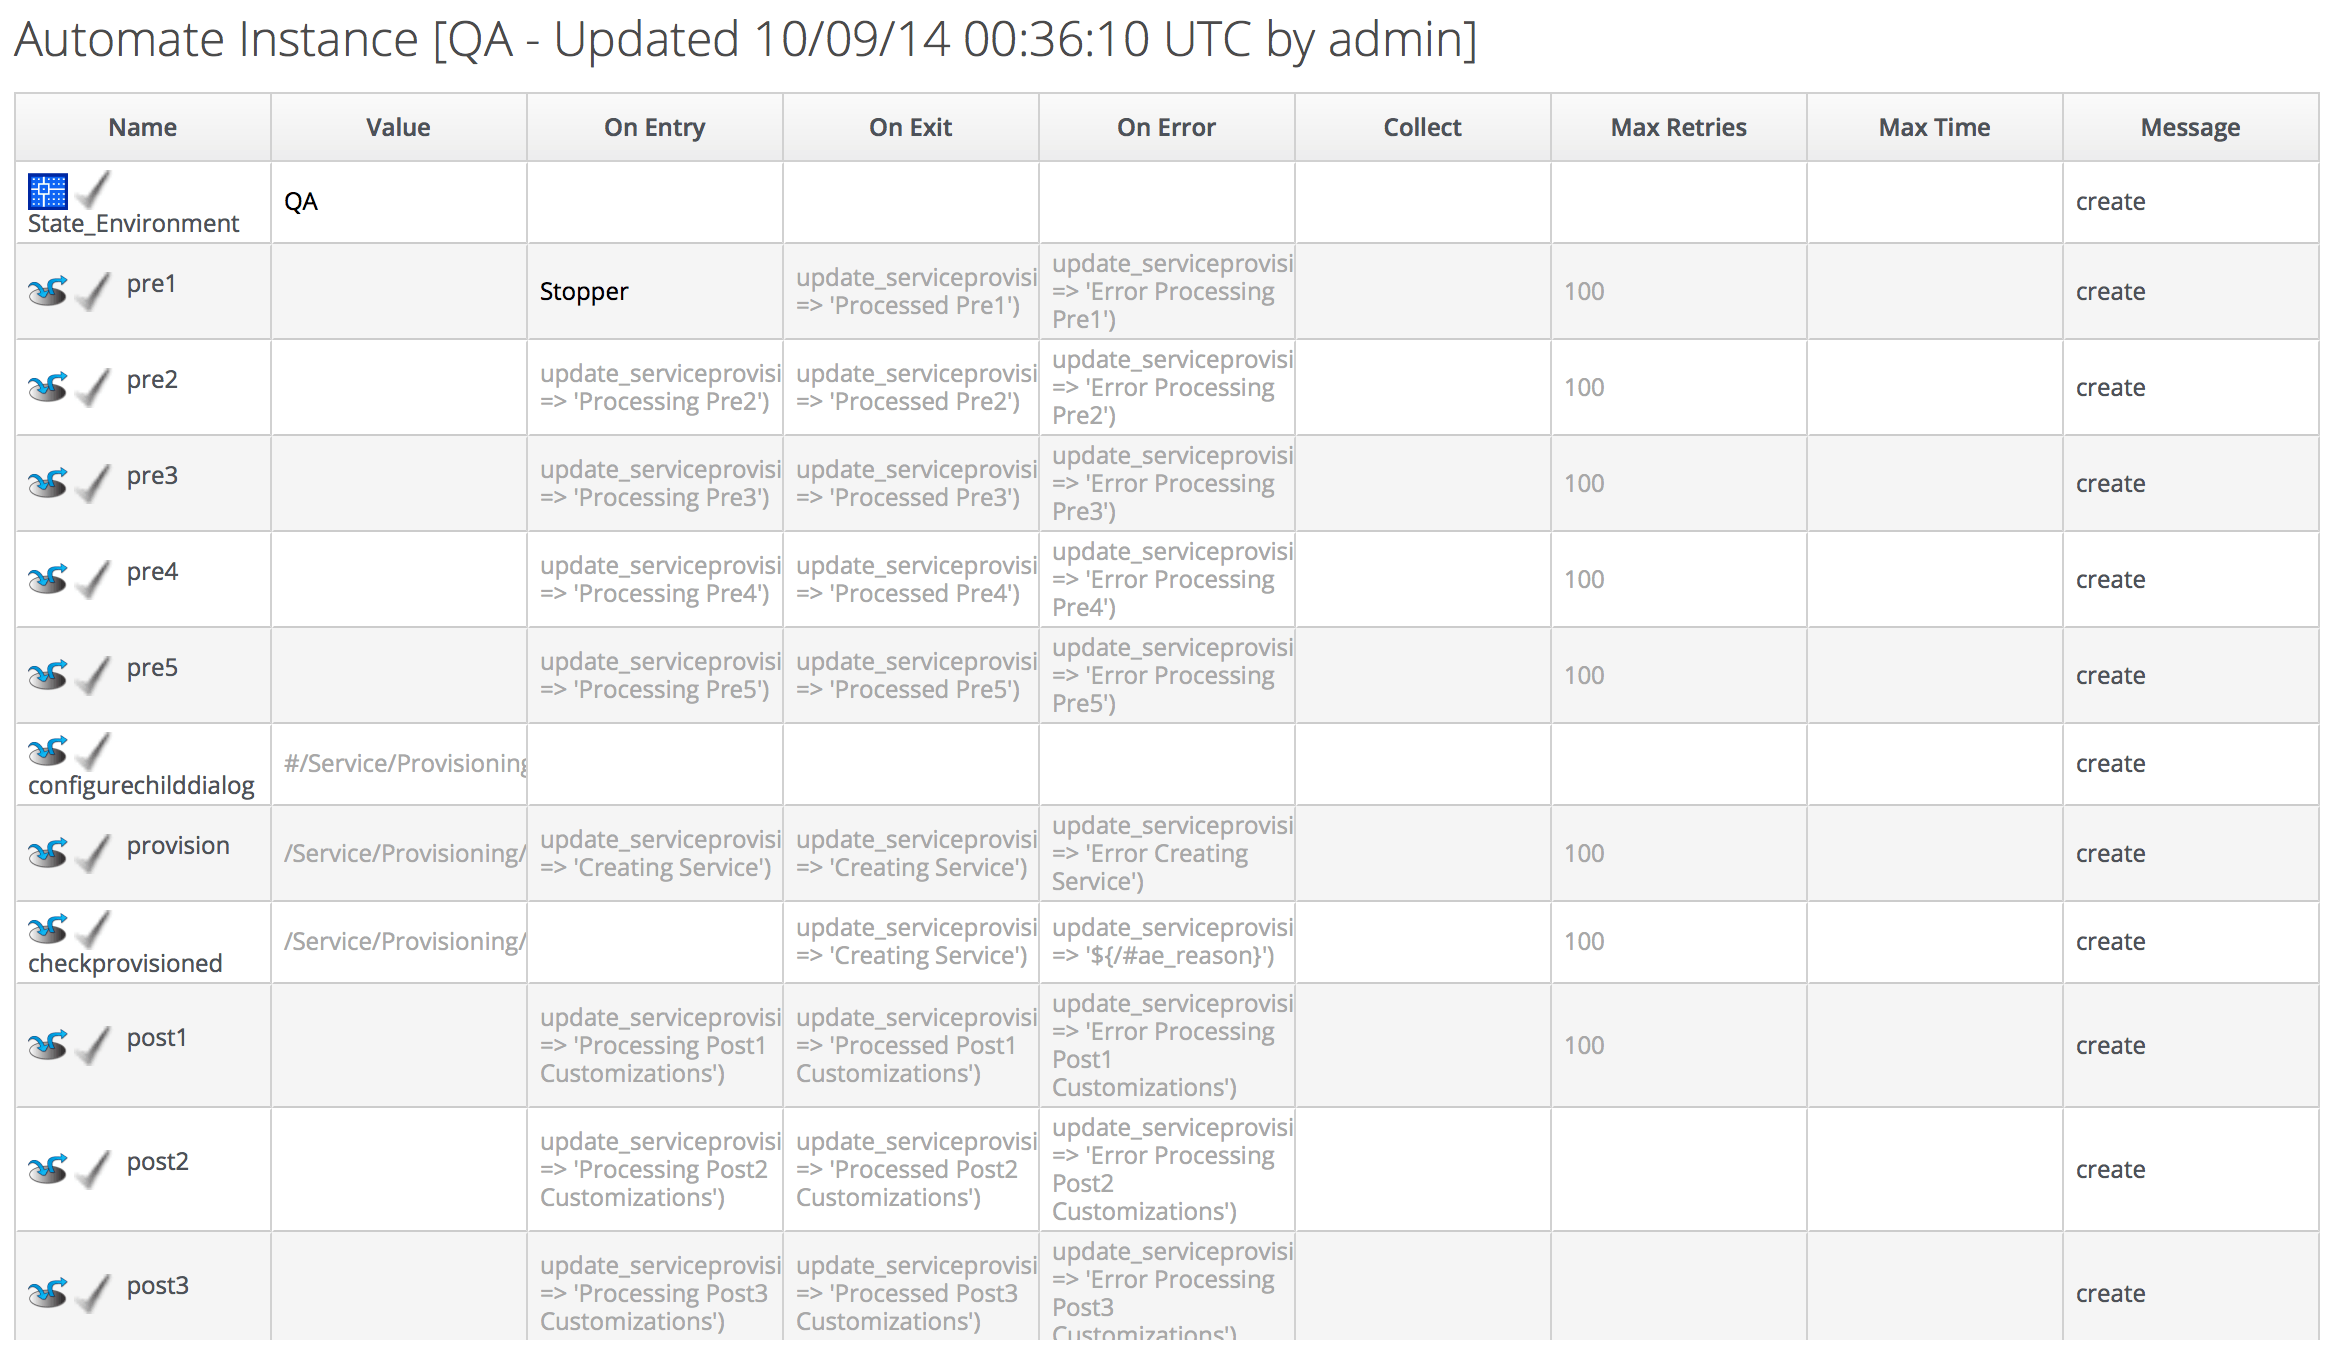 Automate Instance [QA - Updated 10/09/14 00:36:10 UTC by admin]
Name Value On Entry On Exit On Error Collect Max Retries Max Time Message
State_Environment QA create
pre1 Stopper update_serviceprovisi
=> 'Processed Pre1') update_serviceprovisi
=> 'Error Processing
Pre1') 100 create
pre2 update_serviceprovisi
=> 'Processing Pre2') update_serviceprovisi
=> 'Processed Pre2') update_serviceprovisi
=> 'Error Processing
Pre2') 100 create
pre3 update_serviceprovisi
=> 'Processing Pre3') update_serviceprovisi
=> 'Processed Pre3') update_serviceprovisi
=> 'Error Processing
Pre3') 100 create
pre4 update_serviceprovisi
=> 'Processing Pre4') update_serviceprovisi
=> 'Processed Pre4') update_serviceprovisi
=> 'Error Processing
Pre4') 100 create
pre5 update_serviceprovisi
=> 'Processing Pre5') update_serviceprovisi
=> 'Processed Pre5') update_serviceprovisi
=> 'Error Processing
Pre5') 100 create
configurechilddialog #/Service/Provisioning create
provision /Service/Provisioning/ update_serviceprovisi
=> 'Creating Service') update_serviceprovisi
=> 'Creating Service') update_serviceprovisi
=> 'Error Creating
Service') 100 create
checkprovisioned /Service/Provisioning/ update_serviceprovisi
=> 'Creating Service') update_serviceprovisi
=> '${/#ae_reason}') 100 create
post1 update_serviceprovisi
=> 'Processing Post1
Customizations') update_serviceprovisi
=> 'Processed Post1
Customizations') update_serviceprovisi
=> 'Error Processing
Post1
Customizations') 100 create
post2 update_serviceprovisi
=> 'Processing Post2
Customizations') update_serviceprovisi
=> 'Processed Post2
Customizations') update_serviceprovisi
=> 'Error Processing
Post2
Customizations') create
post3 update_serviceprovisi
=> 'Processing Post3
Customizations') update_serviceprovisi
=> 'Processed Post3
Customizations') update_serviceprovisi
=> 'Error Processing
Post3
Customizations') create